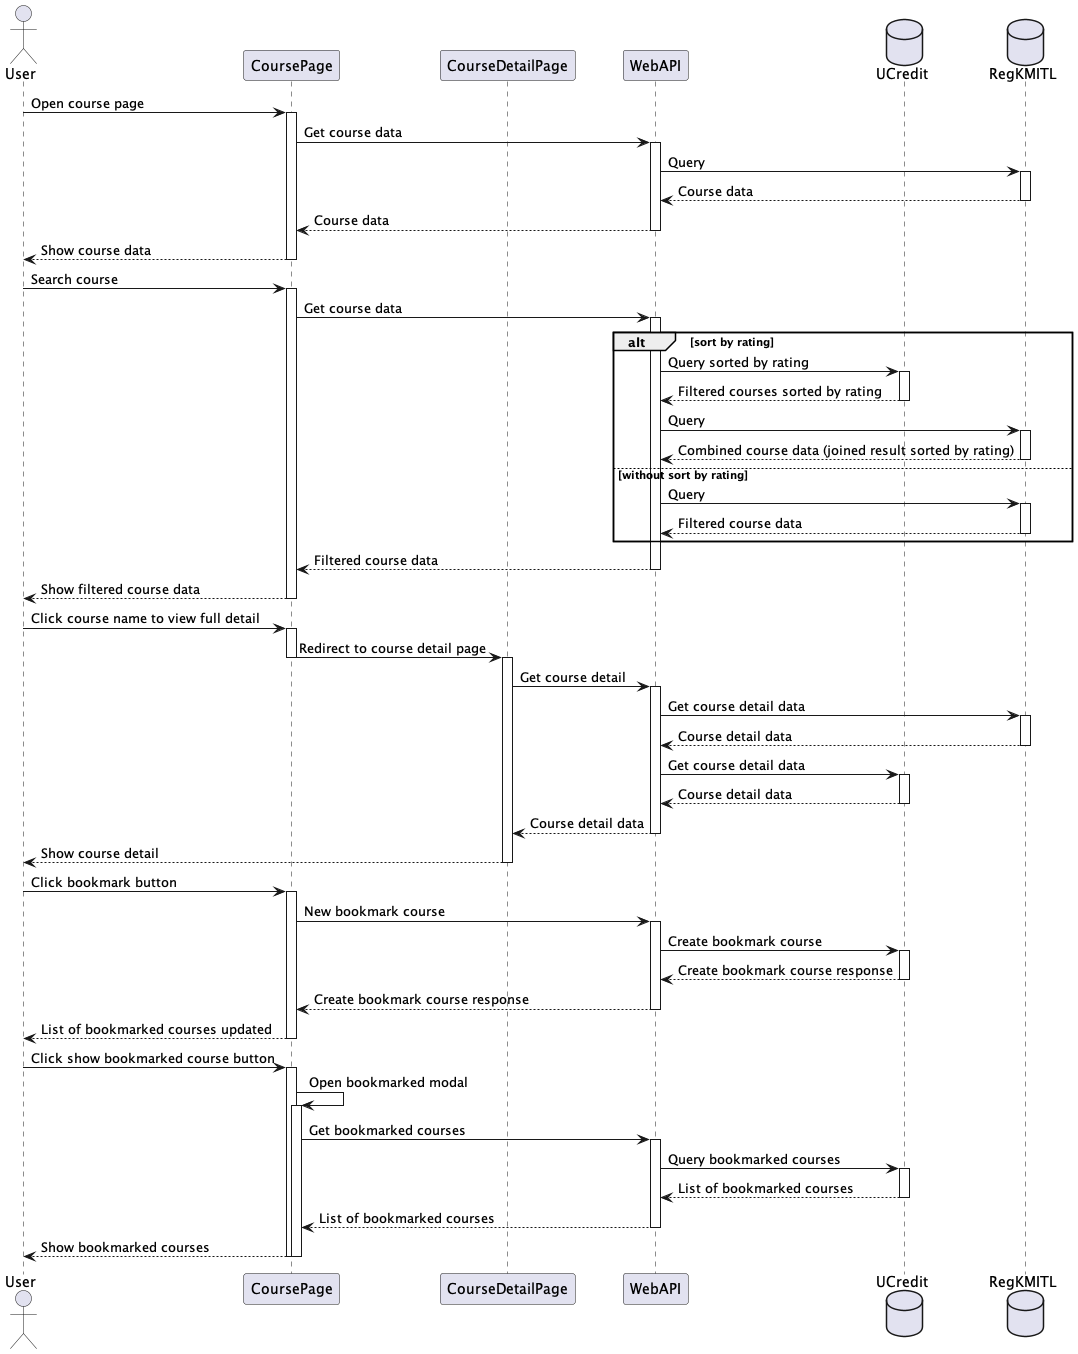 User
CoursePage
CourseDetailPage
WebAPI
UCredit
RegKMITL
Open course page
Get course data
Query
Course data
Course data
Show course data
Search course
Get course data
alt [sort by rating]
Query sorted by rating
Filtered courses sorted by rating
Query
Combined course data (joined result sorted by rating)
[without sort by rating]
Query
Filtered course data
Filtered course data
Show filtered course data
Click course name to view full detail
Redirect to course detail page
Get course detail
Get course detail data
Course detail data
Get course detail data
Course detail data
Course detail data
Show course detail
Click bookmark button
New bookmark course
Create bookmark course
Create bookmark course response
Create bookmark course response
List of bookmarked courses updated
Click show bookmarked course button
Open bookmarked modal
Get bookmarked courses
Query bookmarked courses
List of bookmarked courses
List of bookmarked courses
Show bookmarked courses
User
CoursePage
CourseDetailPage
WebAPI
UCredit
RegKMITL